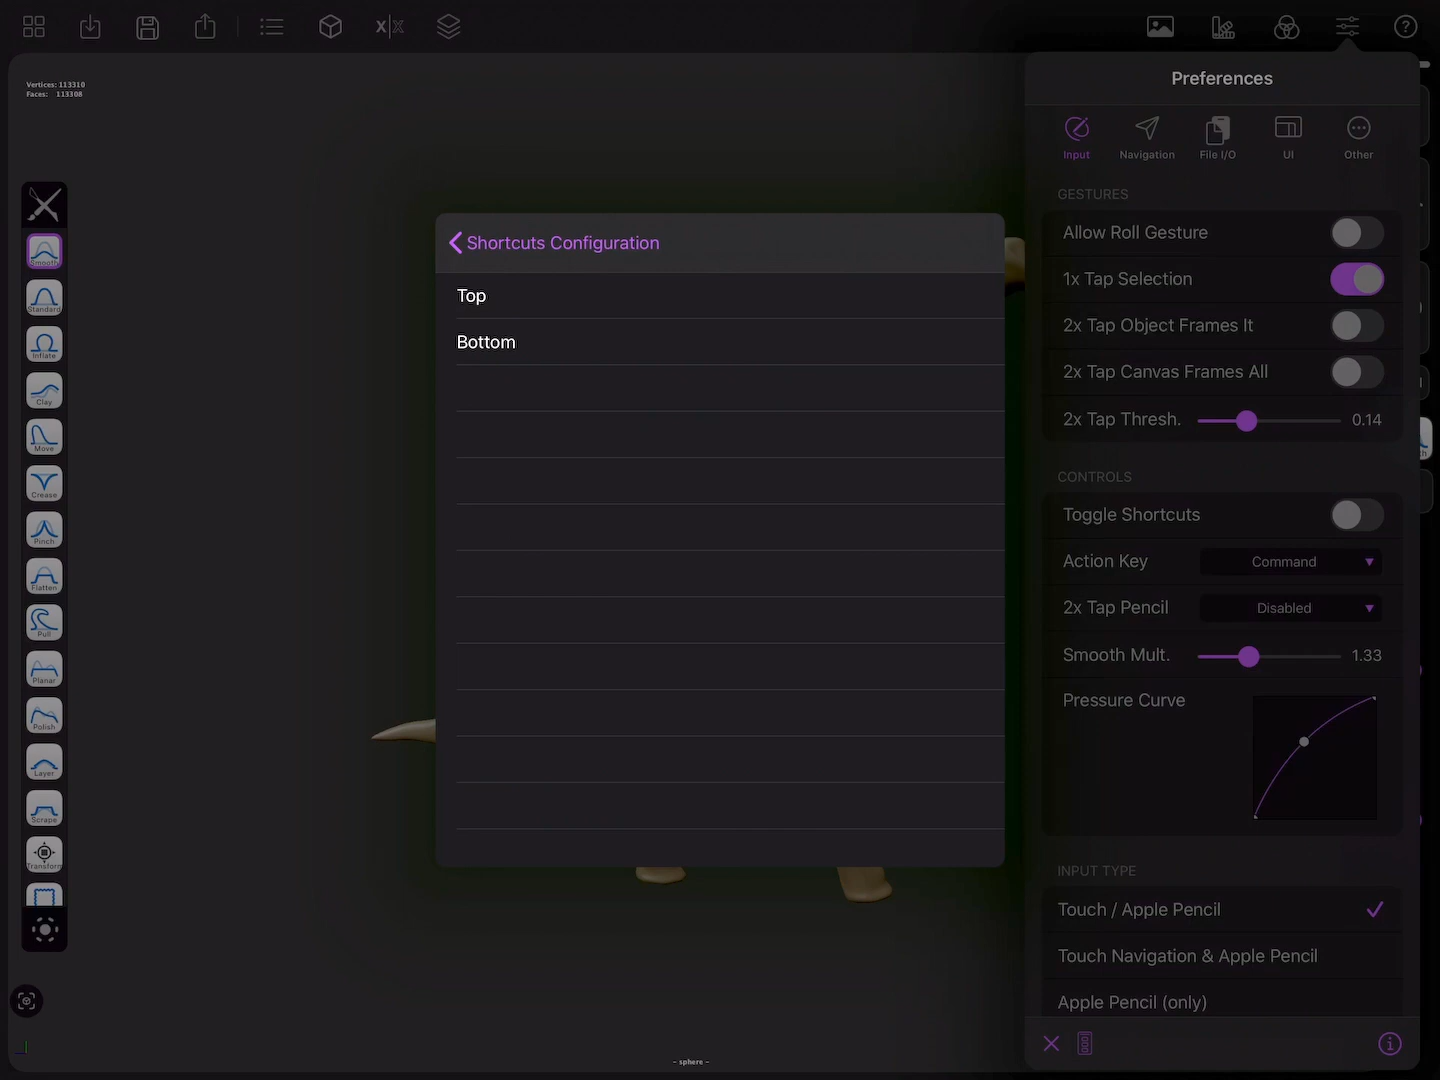 Vertices: 113310
Faces: 113308
Smooth
Standard
Inflate
Clay
Move
Crease
Pinch
Flatten
Pull
Planar
Polish
Layer
Scrape
Transform
Shortcuts Configuration
Top
Bottom
~ sphere ~
Preferences
Input
Navigation
File I/O
UI
Other
GESTURES
Allow Roll Gesture
1x Tap Selection
2x Tap Object Frames It
2x Tap Canvas Frames All
2x Tap Thresh. 0.14
CONTROLS
Toggle Shortcuts
Action Key Command
2x Tap Pencil Disabled
Smooth Mult. 1.33
Pressure Curve
INPUT TYPE
Touch / Apple Pencil
Touch Navigation & Apple Pencil
Apple Pencil (only)